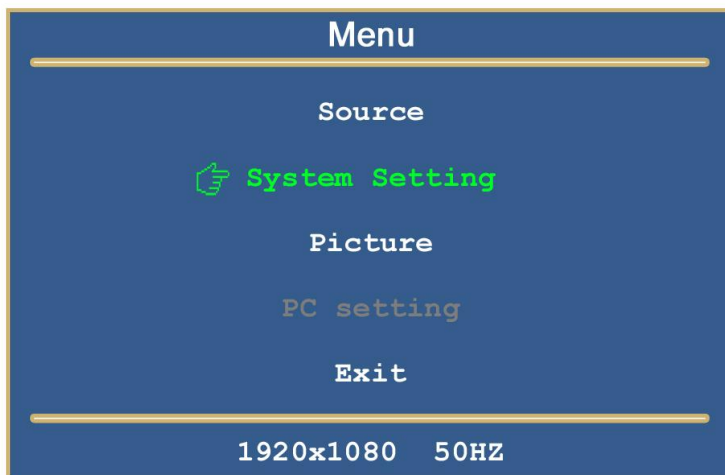 Menu
Source
System Setting
Picture
PC setting
Exit
1920x1080 50HZ